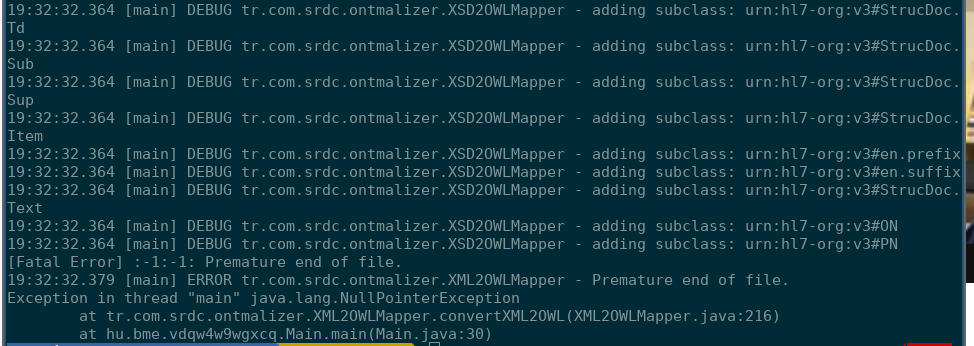 19:32:32.364 [main] DEBUG tr.com.srdc.ontmalizer.XSD2OWLMapper - adding subclass: urn:hl7-org:v3#StrucDoc.
Td
19:32:32.364 [main] DEBUG tr.com.srdc.ontmalizer.XSD2OWLMapper - adding subclass: urn:hl7-org:v3#StrucDoc.
Sub
19:32:32.364 [main] DEBUG tr.com.srdc.ontmalizer.XSD2OWLMapper - adding subclass: urn:hl7-org:v3#StrucDoc.
Sup
19:32:32.364 [main] DEBUG tr.com.srdc.ontmalizer.XSD2OWLMapper - adding subclass: urn:hl7-org:v3#StrucDoc.
Item
19:32:32.364 [main] DEBUG tr.com.srdc.ontmalizer.XSD2OWLMapper - adding subclass: urn:hl7-org:v3#en.prefix
19:32:32.364 [main] DEBUG tr.com.srdc.ontmalizer.XSD2OWLMapper - adding subclass: urn:hl7-org:v3#en.suffix
19:32:32.364 [main] DEBUG tr.com.srdc.ontmalizer.XSD2OWLMapper - adding subclass: urn:hl7-org:v3#StrucDoc.
Text
19:32:32.364 [main] DEBUG tr.com.srdc.ontmalizer.XSD2OWLMapper - adding subclass: urn:hl7-org:v3#ON
19:32:32.364 [main] DEBUG tr.com.srdc.ontmalizer.XSD2OWLMapper - adding subclass: urn:hl7-org:v3#PN
[Fatal Error] :-1:-1: Premature end of file.
19:32:32.379 [main] ERROR tr.com.srdc.ontmalizer.XML2OWLMapper - Premature end of file.
Exception in thread "main" java.lang.NullPointerException
at tr.com.srdc.ontmalizer.XML2OWLMapper.convertXML2OWL(XML2OWLMapper.java:216)
at hu.bme.vdqw4w9wgxcq.Main.main(Main.java:30)